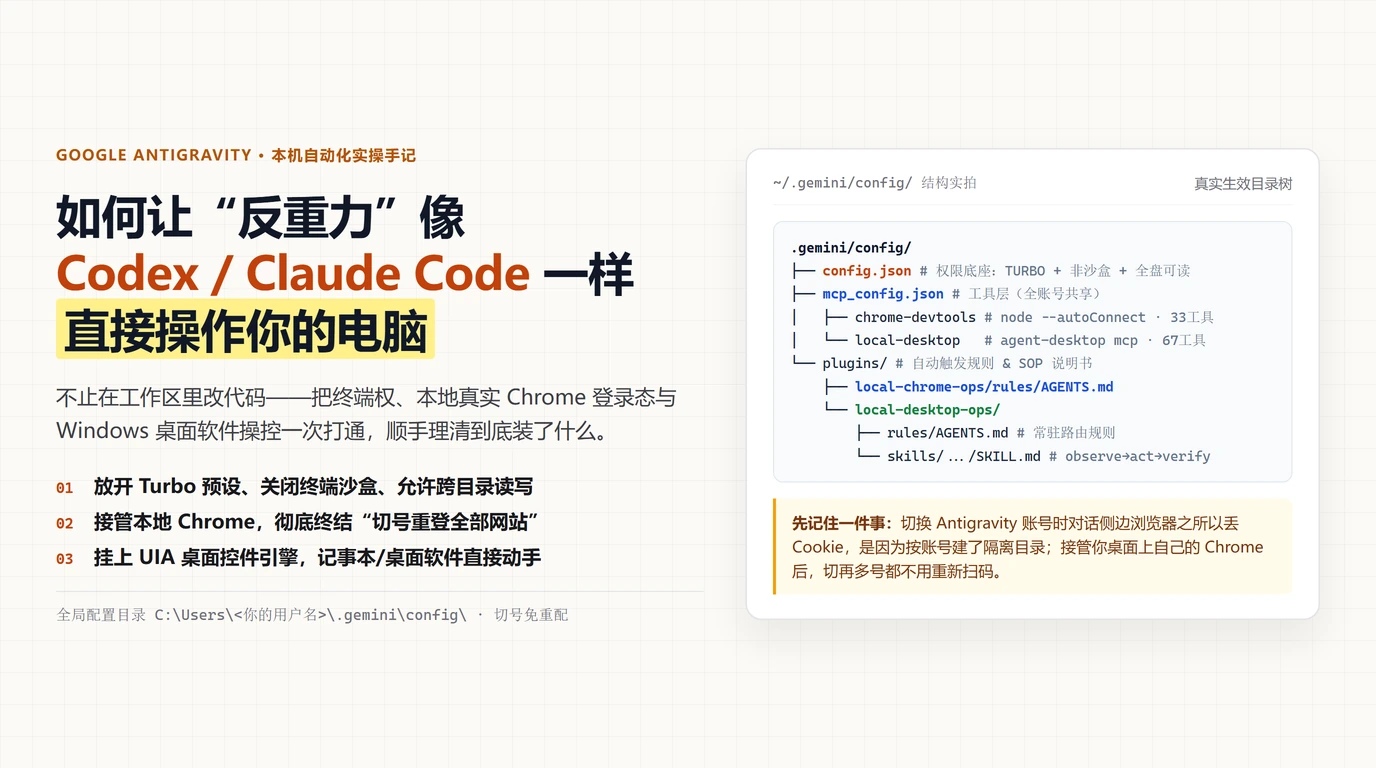 GOOGLE ANTIGRAVITY • 本机自动化实操手记
如何让“反重力”像
Codex / Claude Code 一样
直接操作你的电脑
不止在工作区里改代码——把终端权、本地真实 Chrome 登录态与
Windows 桌面软件操控一次打通，顺手理清到底装了什么。
01 放开 Turbo 预设、关闭终端沙盒、允许跨目录读写
02 接管本地 Chrome，彻底终结“切号重登全部网站”
03 挂上 UIA 桌面控件引擎，记事本/桌面软件直接动手
全局配置目录 C:\Users\<你的用户名>\.gemini\config\ · 切号免重配
~/.gemini/config/ 结构实拍 真实生效目录树
.gemini/config/
├── config.json # 权限底座：TURBO + 非沙盒 + 全盘可读
├── mcp_config.json # 工具层（全账号共享）
│   ├── chrome-devtools # node --autoConnect · 33工具
│   └── local-desktop   # agent-desktop mcp · 67工具
└── plugins/ # 自动触发规则 & SOP 说明书
    ├── local-chrome-ops/rules/AGENTS.md
    └── local-desktop-ops/
        ├── rules/AGENTS.md # 常驻路由规则
        └── skills/.../SKILL.md # observe→act→verify
先记住一件事：切换 Antigravity 账号时对话侧边浏览器之所以丢
Cookie，是因为按账号建了隔离目录；接管你桌面上自己的 Chrome
后，切再多号都不用重新扫码。